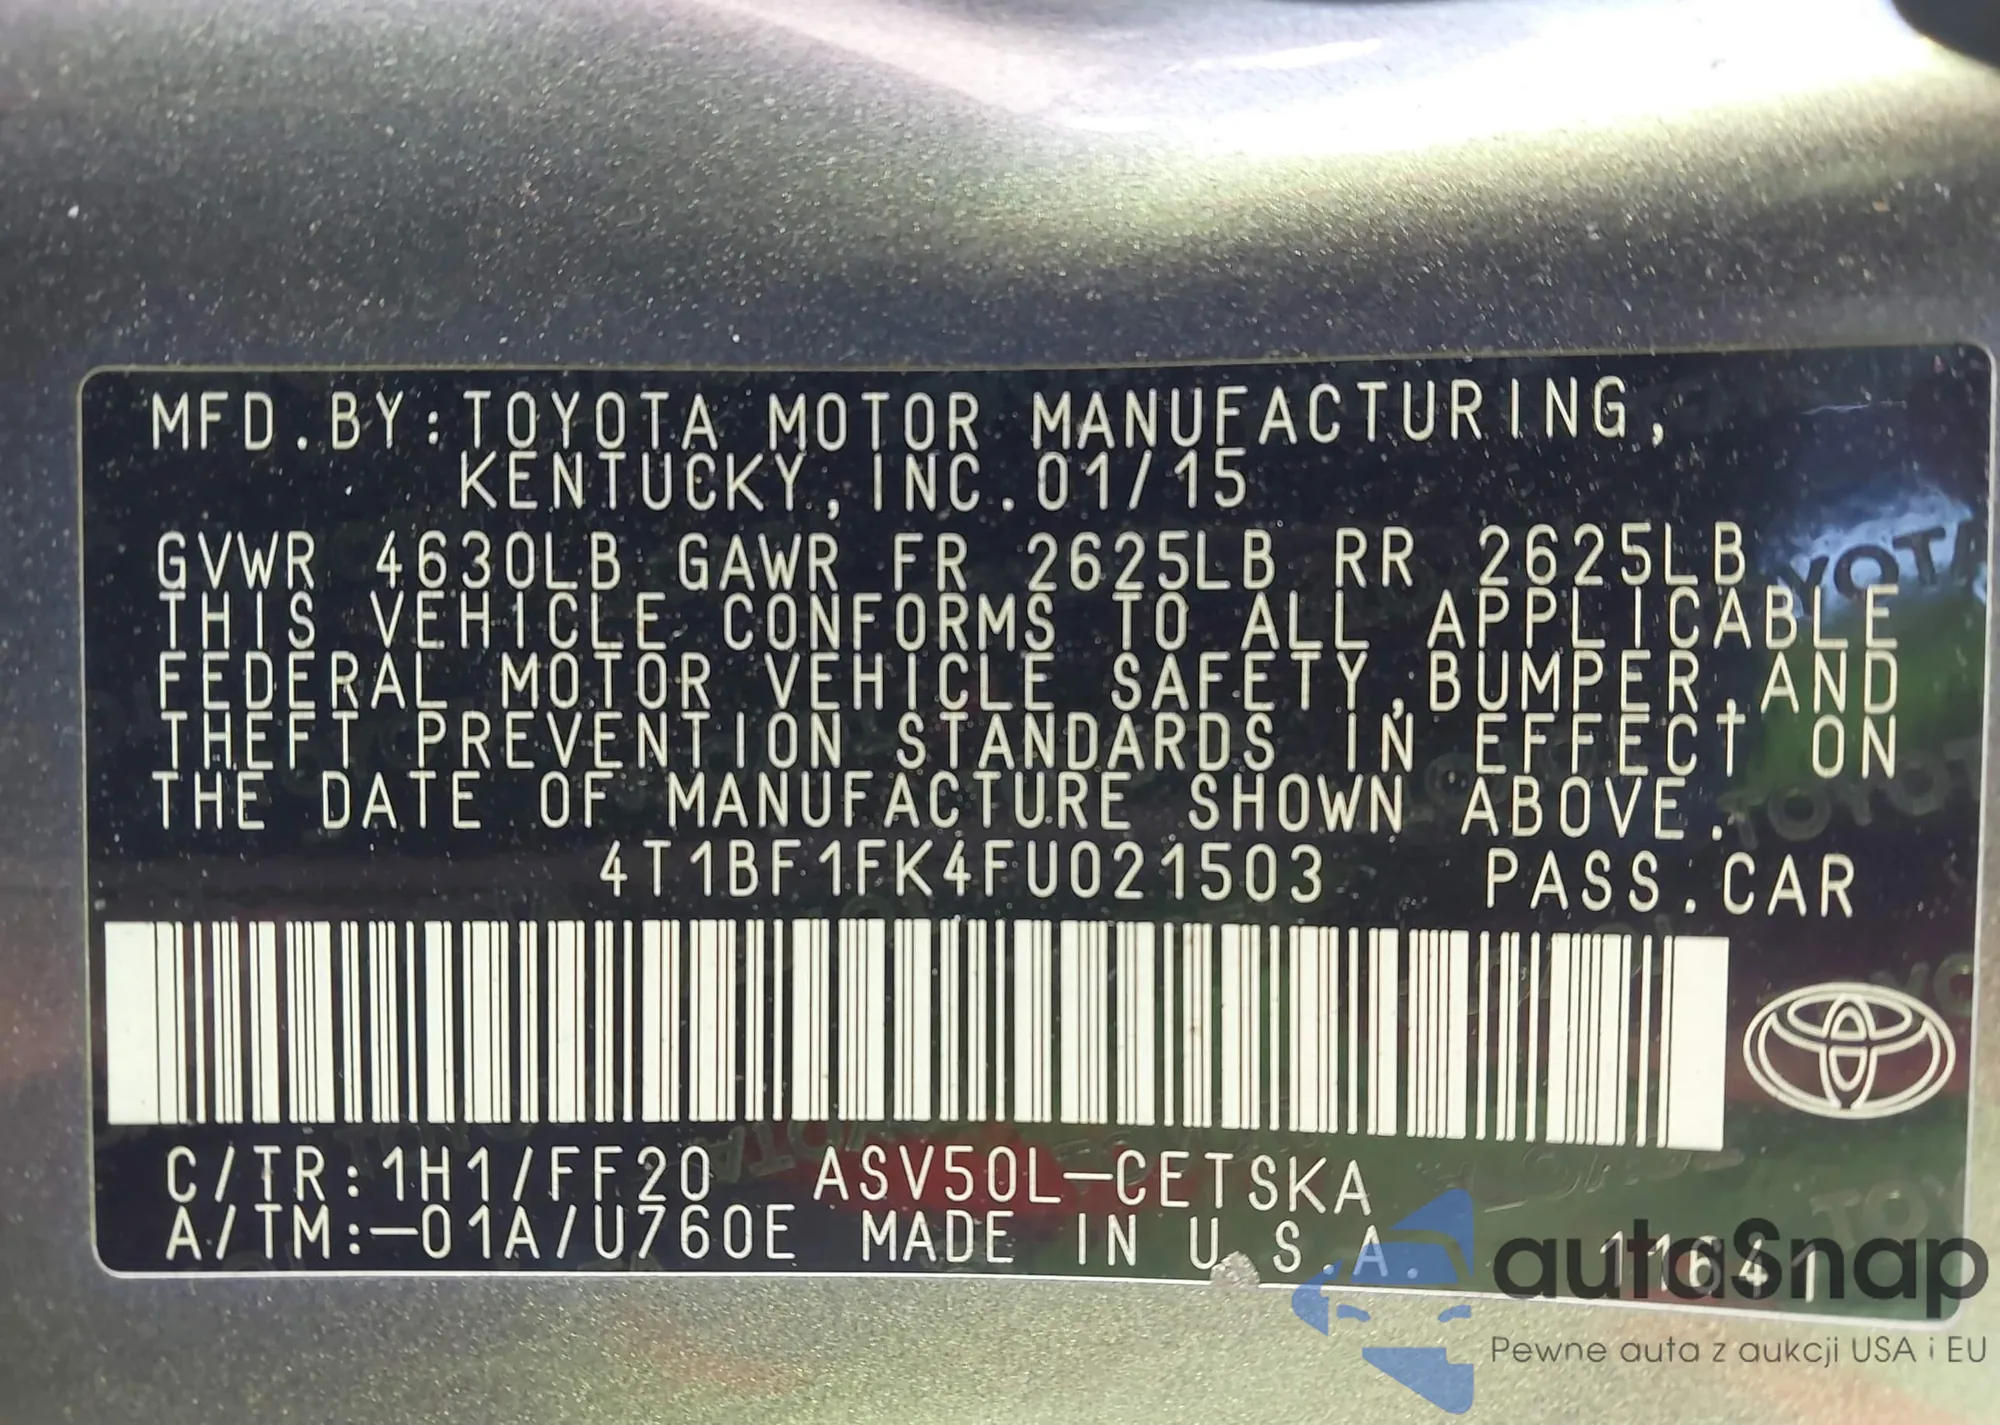 MFD.BY:TOYOTA MOTOR MANUFACTURING,
KENTUCKY,INC.01/15
GVWR 4630LB GAWR FR 2625LB RR 2625LB
THIS VEHICLE CONFORMS TO ALL APPLICABLE
FEDERAL MOTOR VEHICLE SAFETY,BUMPER,AND
THEFT PREVENTION STANDARDS IN EFFECT ON
THE DATE OF MANUFACTURE SHOWN ABOVE.
4T1BF1FK4FU021503 PASS.CAR
C/TR:1H1/FF20 ASV50L-CETSKA
A/TM:-01A/U760E MADE IN U.S.A
11641
autoSnap
Pewne auta z aukcji USA i EU